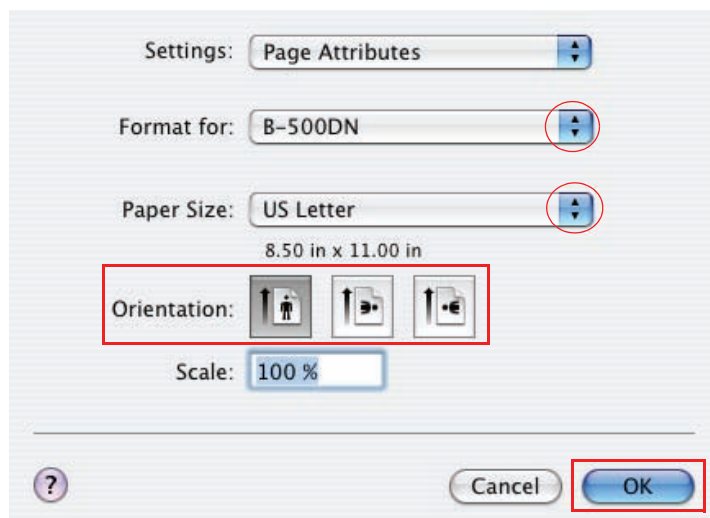 Settings: Page Attributes
Format for: B-500DN
Paper Size: US Letter
8.50 in x 11.00 in
Orientation:
Scale: 100 %
? Cancel OK